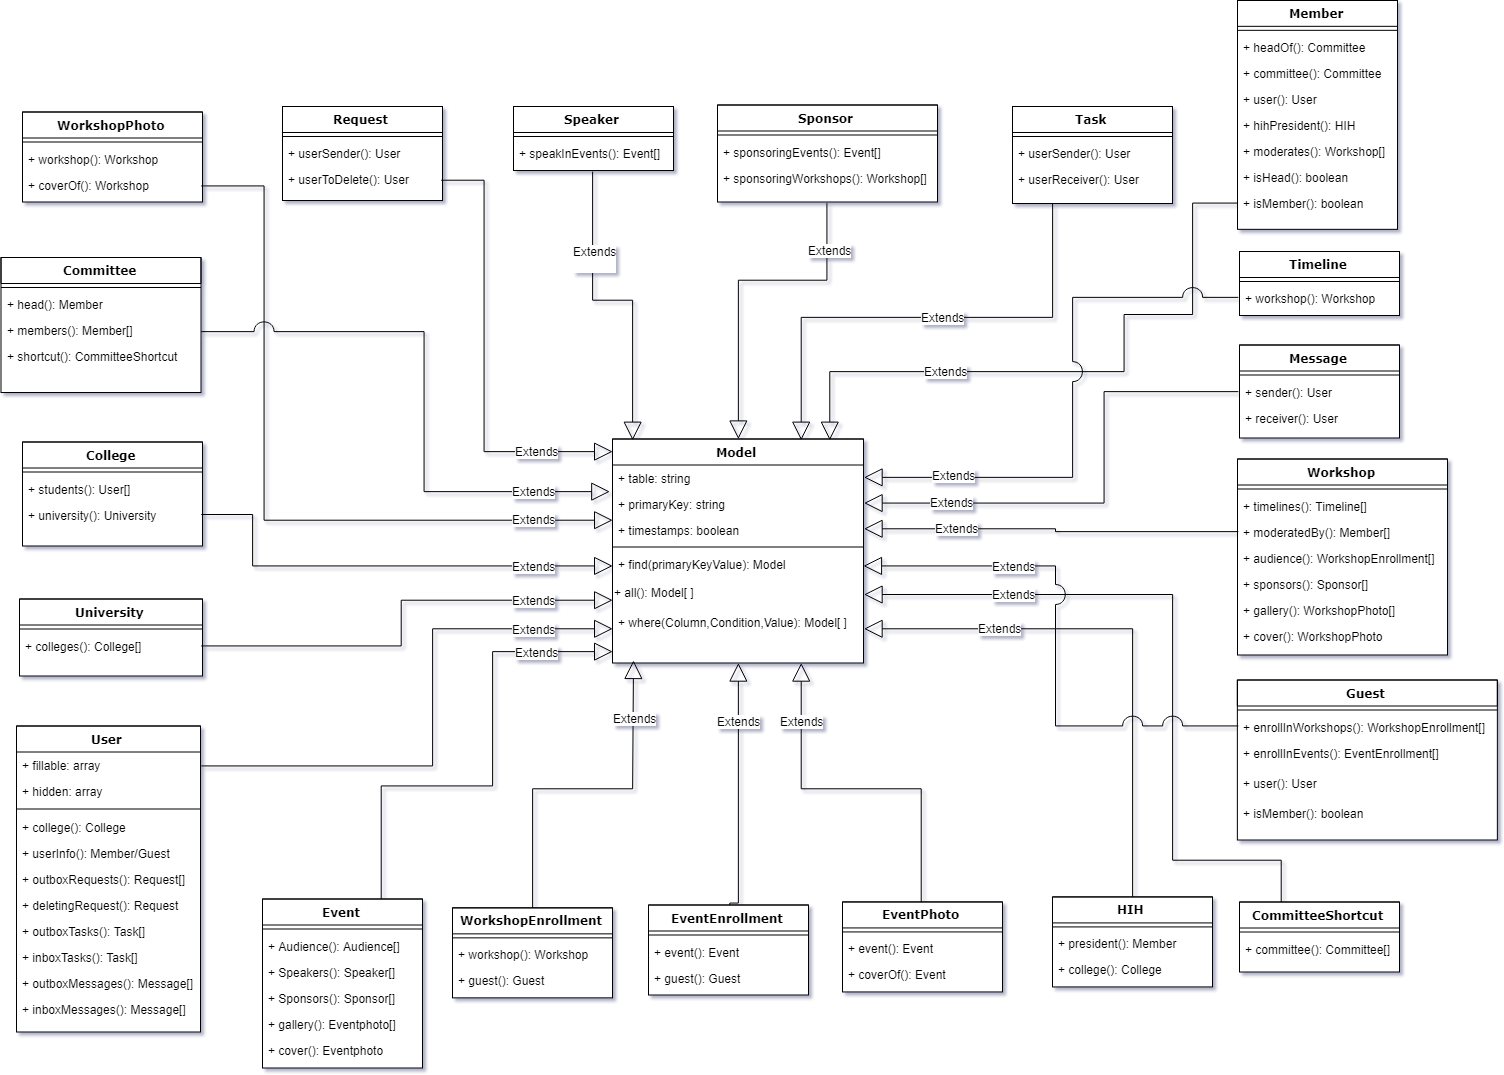 Member
+ headOf(): Committee
+ committee(): Committee
+ user(): User
+ hihPresident(): HIH
+ moderates(): Workshop[]
+ isHead(): boolean
+ isMember(): boolean
WorkshopPhoto
+ workshop(): Workshop
+ coverOf(): Workshop
Request
+ userSender(): User
+ userToDelete(): User
Speaker
+ speakInEvents(): Event[]
Sponsor
+ sponsoringEvents(): Event[]
+ sponsoringWorkshops(): Workshop[]
Task
+ userSender(): User
+ userReceiver(): User
Extends
Extends
Extends
Extends
Committee
+ head(): Member
+ members(): Member[]
+ shortcut(): CommitteeShortcut
Timeline
+ workshop(): Workshop
Message
+ sender(): User
+ receiver(): User
College
+ students(): User[]
+ university(): University
Extends
Extends
Extends
Extends
Extends
Extends
Extends
Model
+ table: string
+ primaryKey: string
+ timestamps: boolean
+ find(primaryKeyValue): Model
+ all(): Model[ ]
+ where(Column,Condition,Value): Model[ ]
Extends
Extends
Extends
Extends
Extends
Extends
Workshop
+ timelines(): Timeline[]
+ moderatedBy(): Member[]
+ audience(): WorkshopEnrollment[]
+ sponsors(): Sponsor[]
+ gallery(): WorkshopPhoto[]
+ cover(): WorkshopPhoto
University
+ colleges(): College[]
Extends
Extends
Extends
Guest
+ enrollInWorkshops(): WorkshopEnrollment[]
+ enrollInEvents(): EventEnrollment[]
+ user(): User
+ isMember(): boolean
User
+ fillable: array
+ hidden: array
+ college(): College
+ userInfo(): Member/Guest
+ outboxRequests(): Request[]
+ deletingRequest(): Request
+ outboxTasks(): Task[]
+ inboxTasks(): Task[]
+ outboxMessages(): Message[]
+ inboxMessages(): Message[]
Event
+ Audience(): Audience[]
+ Speakers(): Speaker[]
+ Sponsors(): Sponsor[]
+ gallery(): Eventphoto[]
+ cover(): Eventphoto
WorkshopEnrollment
+ workshop(): Workshop
+ guest(): Guest
EventEnrollment
+ event(): Event
+ guest(): Guest
EventPhoto
+ event(): Event
+ coverOf(): Event
HIH
+ president(): Member
+ college(): College
CommitteeShortcut
+ committee(): Committee[]